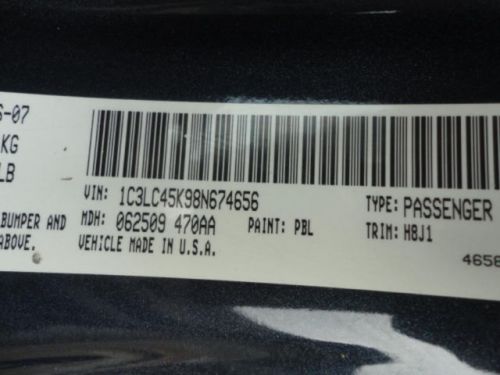 6-07
KG
LB
VIN: 1C3LC45K98N674656 TYPE: PASSENGER
BUMPER AND MDH: 062509 470AA PAINT: PBL TRIM: H8J1
ABOVE. VEHICLE MADE IN U.S.A.
4658